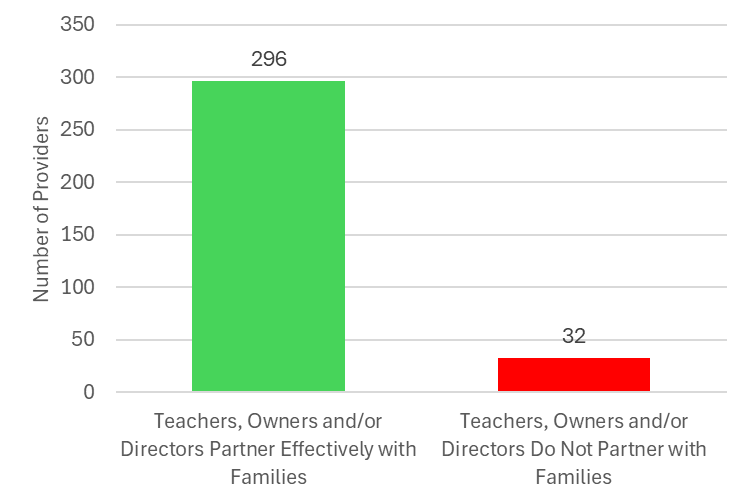 350
300
250
200
150
100
50
0
Number of Providers
296
32
Teachers, Owners and/or
Directors Partner Effectively with
Families
Teachers, Owners and/or
Directors Do Not Partner with
Families